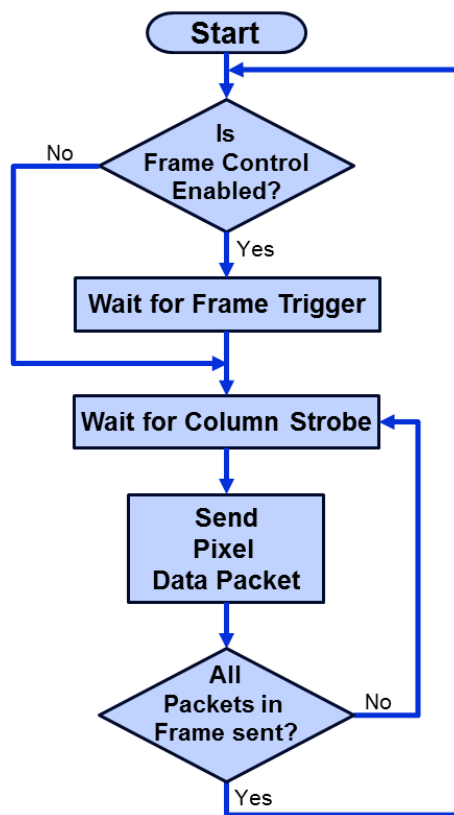 Start
Is
Frame Control
Enabled?
No
Yes
Wait for Frame Trigger
Wait for Column Strobe
Send
Pixel
Data Packet
All
Packets in
Frame sent?
No
Yes